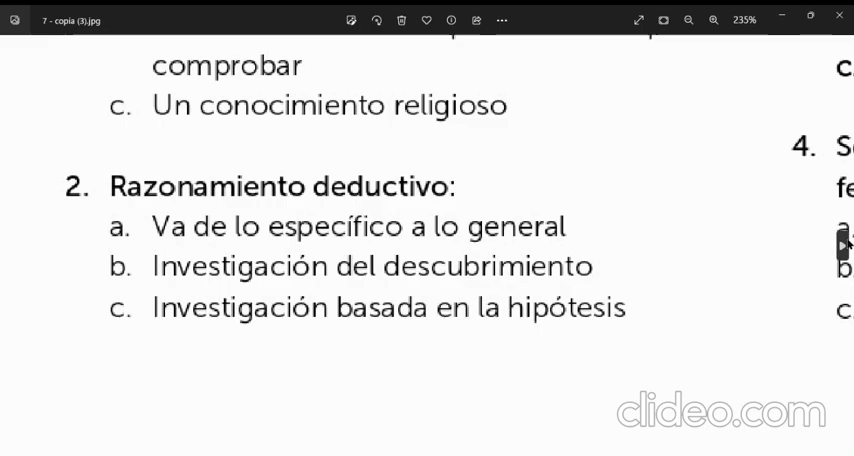 7 - copia (3).jpg
235%
comprobar
c. Un conocimiento religioso
2. Razonamiento deductivo:
a. Va de lo específico a lo general
b. Investigación del descubrimiento
c. Investigación basada en la hipótesis
c
4. S
fe
a
b
c
clideo.com